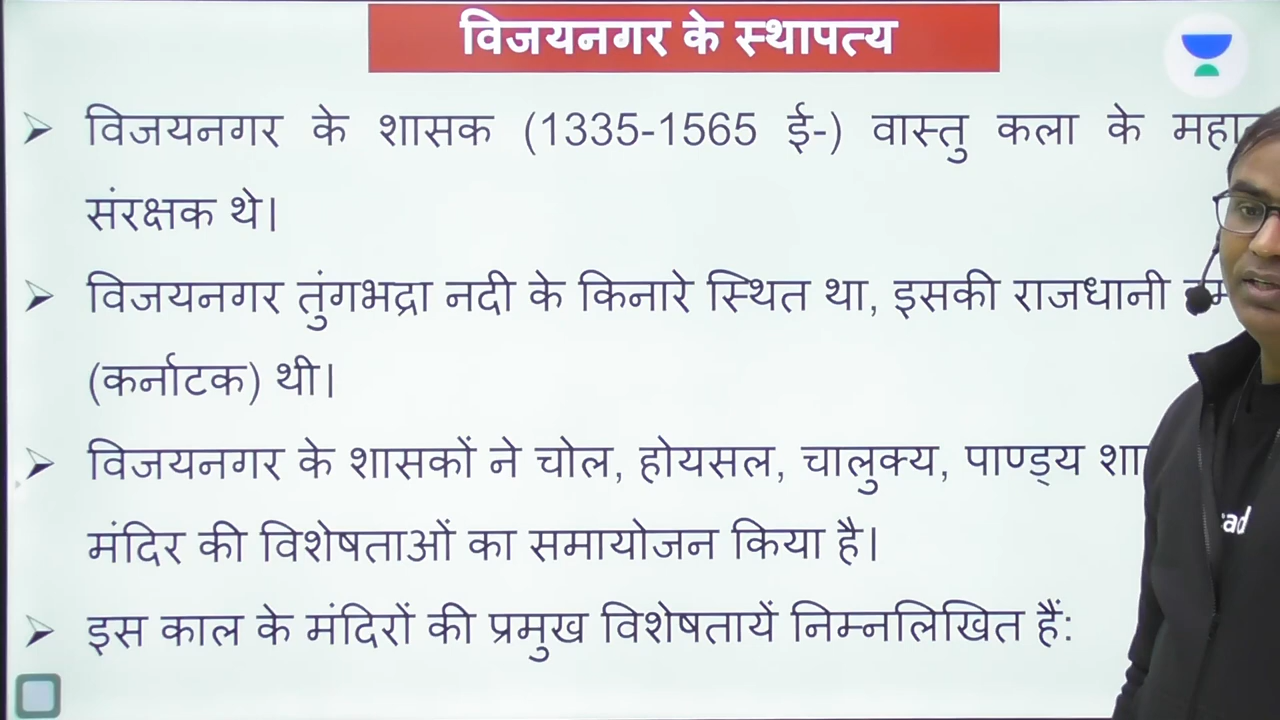 विजयनगर के स्थापत्य
➢ विजयनगर के शासक (1335-1565 ई-) वास्तु कला के
संरक्षक थे।
➢ विजयनगर तुंगभद्रा नदी के किनारे स्थित था, इसकी राजधानी
(कर्नाटक) थी।
➢ विजयनगर के शासकों ने चोल, होयसल, चालुक्य, पाण्ड्य
मंदिर की विशेषताओं का समायोजन किया है।
➢ इस काल के मंदिरों की प्रमुख विशेषतायें निम्नलिखित हैं: